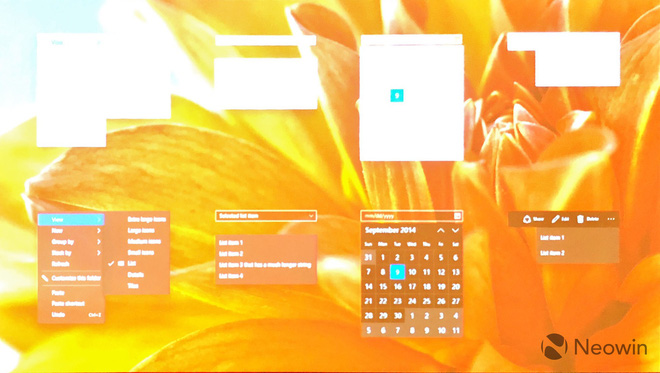 View
9
View
New
Group by
Sort by
Refresh
Customize this folder
Paste
Paste shortcut
Undo Ctrl+Z
Extra large icons
Large icons
Medium icons
Small icons
List
Details
Tiles
Selected list item
List item 1
List item 2
List item 3 that has a much longer string
List item 4
mm/dd/yyyy
September 2014
Sun Mon Tue Wed Thu Fri Sat
31 1 2 3 4 5 6
7 8 9 10 11 12 13
14 15 16 17 18 19 20
21 22 23 24 25 26 27
28 29 30 1 2 3 4
5 6 7 8 9 10 11
Share Edit Delete ...
List item 1
List item 2
Neowin